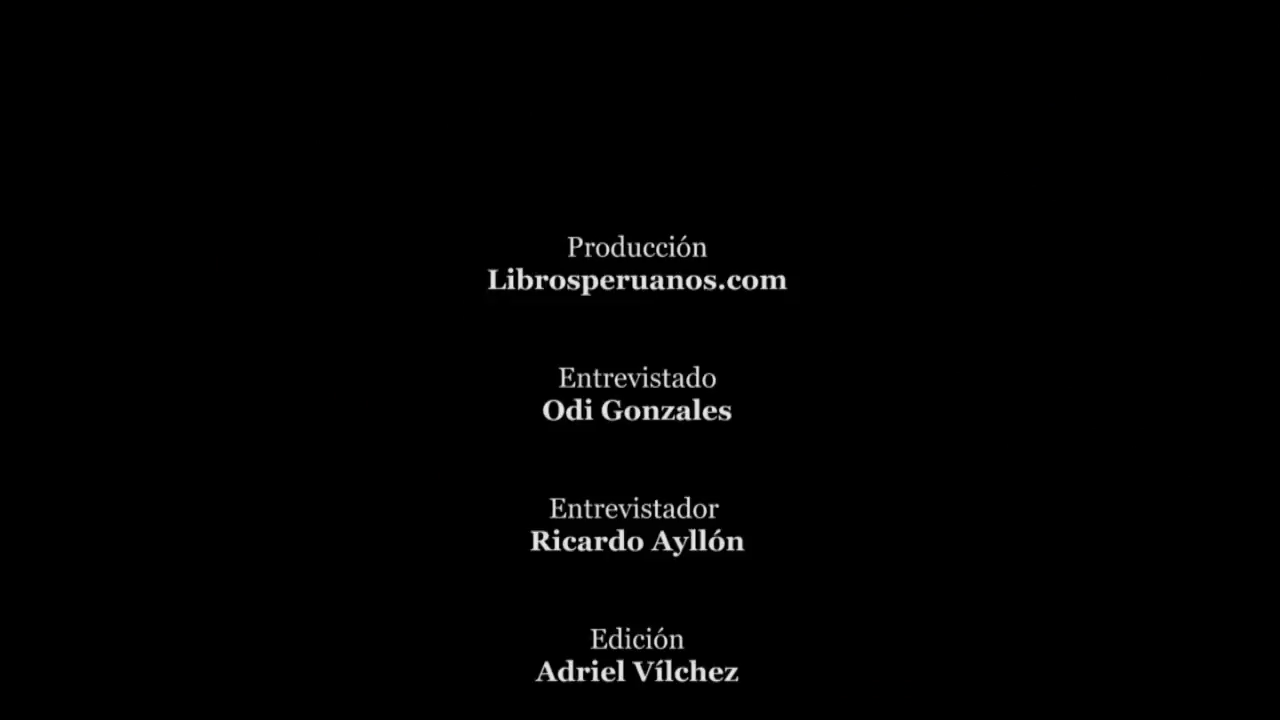 Producción
Librosperuanos.com
Entrevistado
Odi Gonzales
Entrevistador
Ricardo Ayllón
Edición
Adriel Vílchez